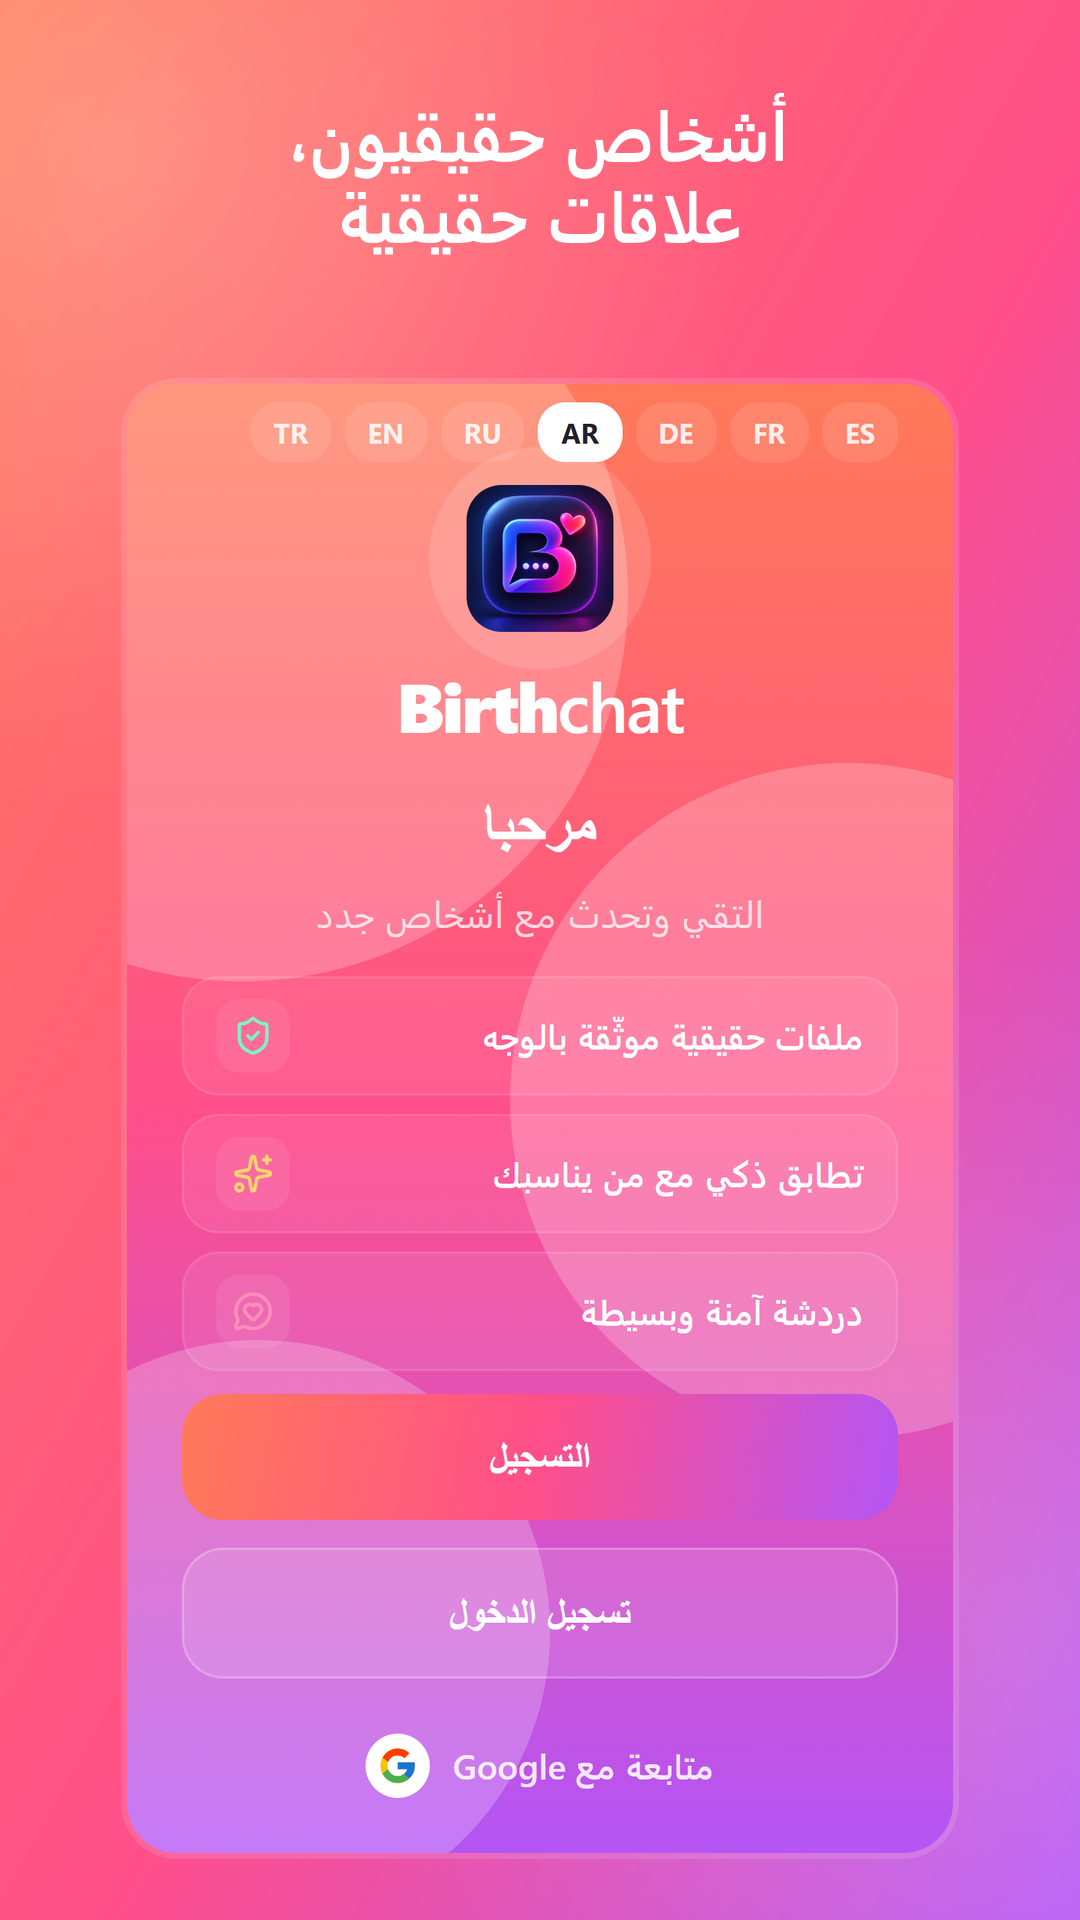 أشخاص حقيقيون،
علاقات حقيقية
TR EN RU AR DE FR ES
Birthchat
مرحبا
التقي وتحدث مع أشخاص جدد
ملفات حقيقية موثّقة بالوجه
تطابق ذكي مع من يناسبك
دردشة آمنة وبسيطة
التسجيل
تسجيل الدخول
متابعة مع Google